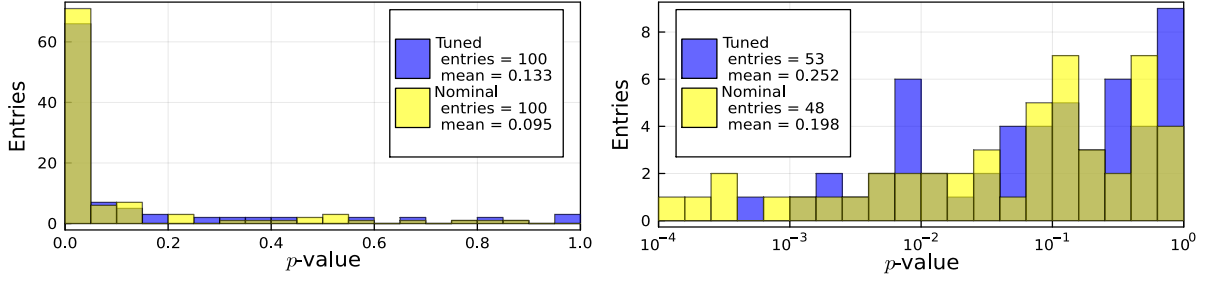 Entries
60
40
20
0
Tuned
entries = 100
mean = 0.133
Nominal
entries = 100
mean = 0.095
0.0 0.2 0.4 0.6 0.8 1.0
p-value
Entries
8
6
4
2
0
Tuned
entries = 53
mean = 0.252
Nominal
entries = 48
mean = 0.198
10⁻⁴ 10⁻³ 10⁻² 10⁻¹ 10⁰
p-value